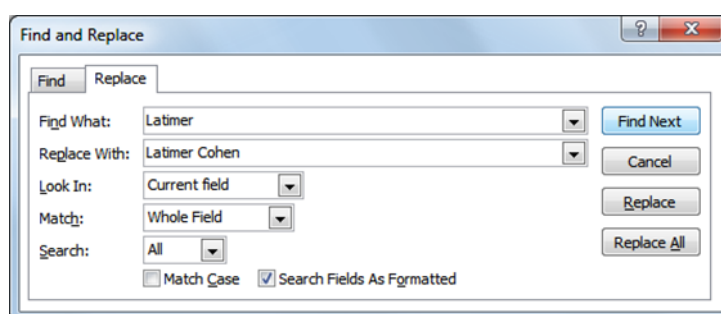 Find and Replace
Find Replace
Find What: Latimer Find Next
Replace With: Latimer Cohen Cancel
Look In: Current field
Match: Whole Field Replace
Search: All Replace All
Match Case Search Fields As Formatted